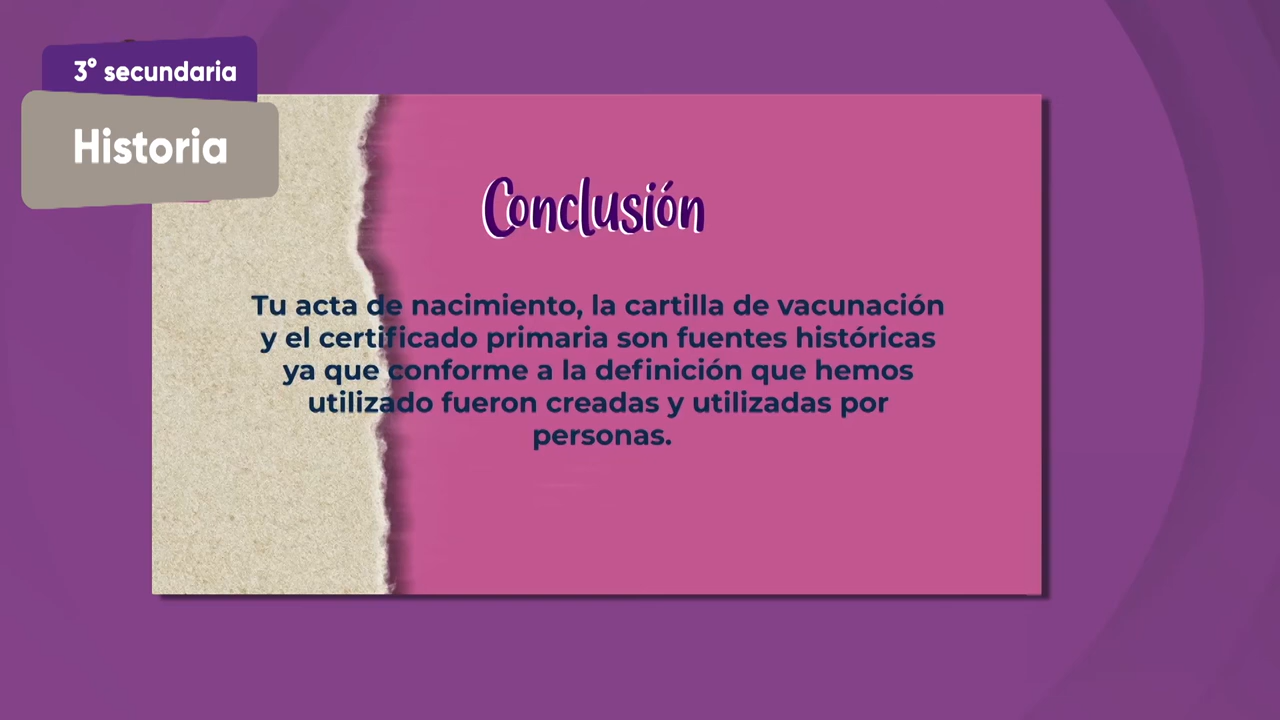 3° secundaria
Historia
Conclusión
Tu acta de nacimiento, la cartilla de vacunación
y el certificado primaria son fuentes históricas
ya que conforme a la definición que hemos
utilizado fueron creadas y utilizadas por
personas.